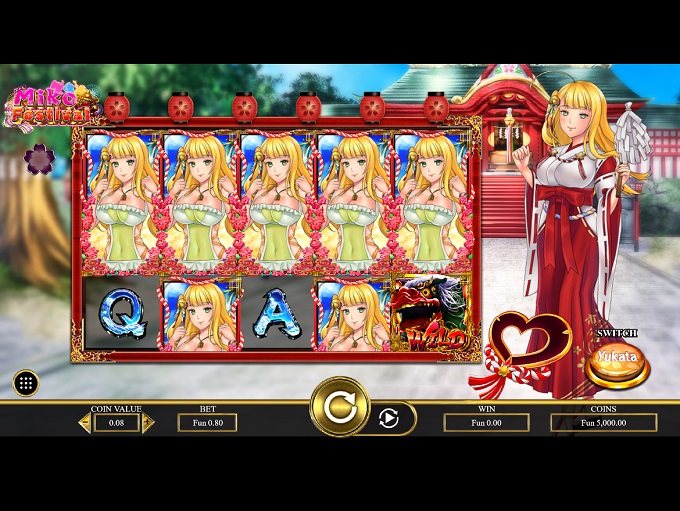 Miko
Festival
Q
A
WILD
SWITCH
Yukata
COIN VALUE
0.08
BET
Fun 0.80
WIN
Fun 0.00
COINS
Fun 5,000.00